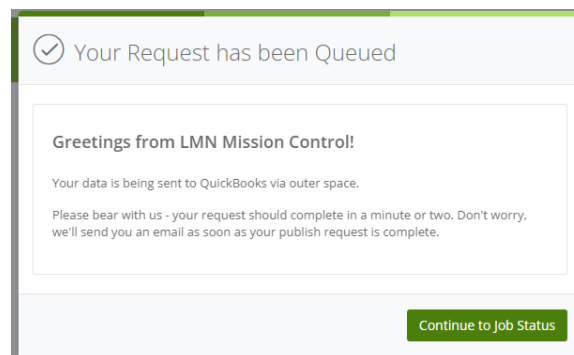 Your Request has been Queued
Greetings from LMN Mission Control!
Your data is being sent to QuickBooks via outer space.
Please bear with us - your request should complete in a minute or two. Don't worry,
we'll send you an email as soon as your publish request is complete.
Continue to Job Status